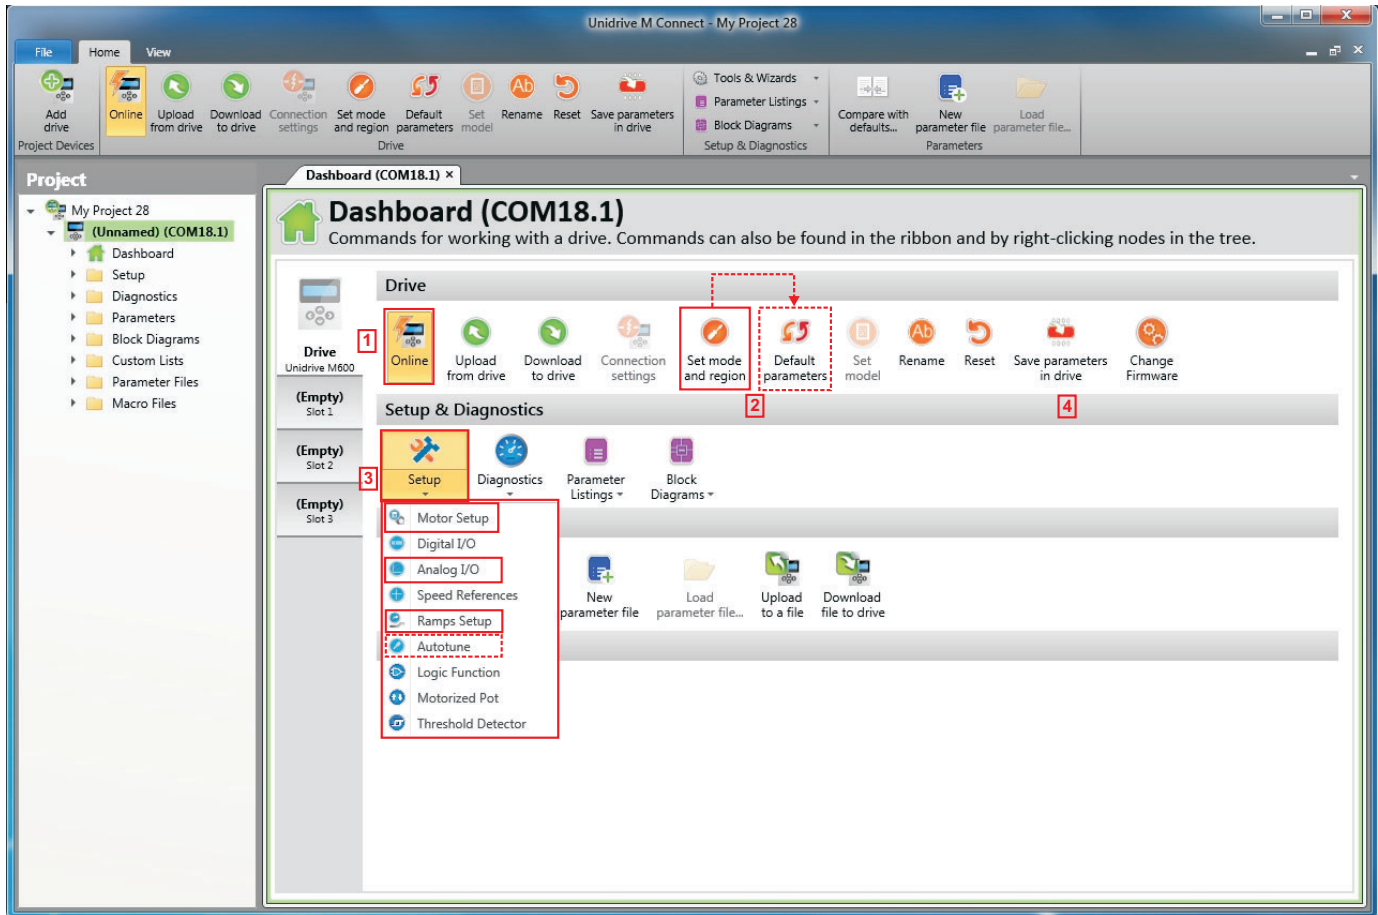 Unidrive M Connect - My Project 28
File Home View
Add drive
Online
Upload from drive
Download to drive
Connection settings
Set mode and region
Default parameters
Set model
Rename
Reset
Save parameters in drive
Tools & Wizards
Parameter Listings
Block Diagrams
Compare with defaults...
New parameter file
Load parameter file...
Project Devices
Drive
Setup & Diagnostics
Parameters
Project
My Project 28
(Unnamed) (COM18.1)
Dashboard
Setup
Diagnostics
Parameters
Block Diagrams
Custom Lists
Parameter Files
Macro Files
Dashboard (COM18.1) ×
Dashboard (COM18.1)
Commands for working with a drive. Commands can also be found in the ribbon and by right-clicking nodes in the tree.
Drive
Unidrive M600
(Empty)
Slot 1
(Empty)
Slot 2
(Empty)
Slot 3
Drive
1
Online
Upload from drive
Download to drive
Connection settings
Set mode and region
Default parameters
Set model
Rename
Reset
Save parameters in drive
Change Firmware
2
4
Setup & Diagnostics
3
Setup
Diagnostics
Parameter Listings
Block Diagrams
Motor Setup
Digital I/O
Analog I/O
Speed References
Ramps Setup
Autotune
Logic Function
Motorized Pot
Threshold Detector
New parameter file
Load parameter file...
Upload to a file
Download file to drive